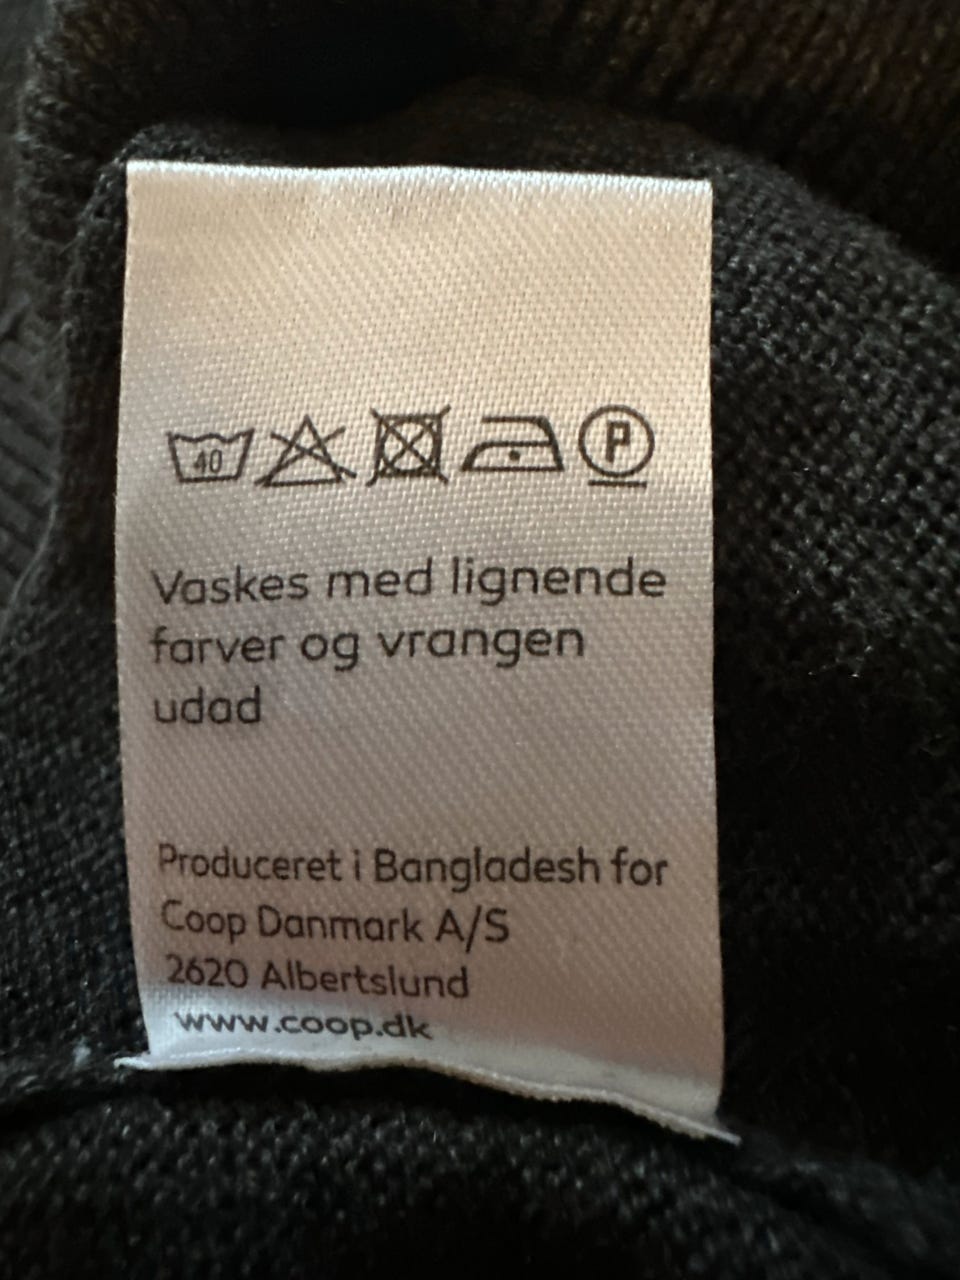 40 P
Vaskes med lignende
farver og vrangen
udad
Produceret i Bangladesh for
Coop Danmark A/S
2620 Albertslund
www.coop.dk